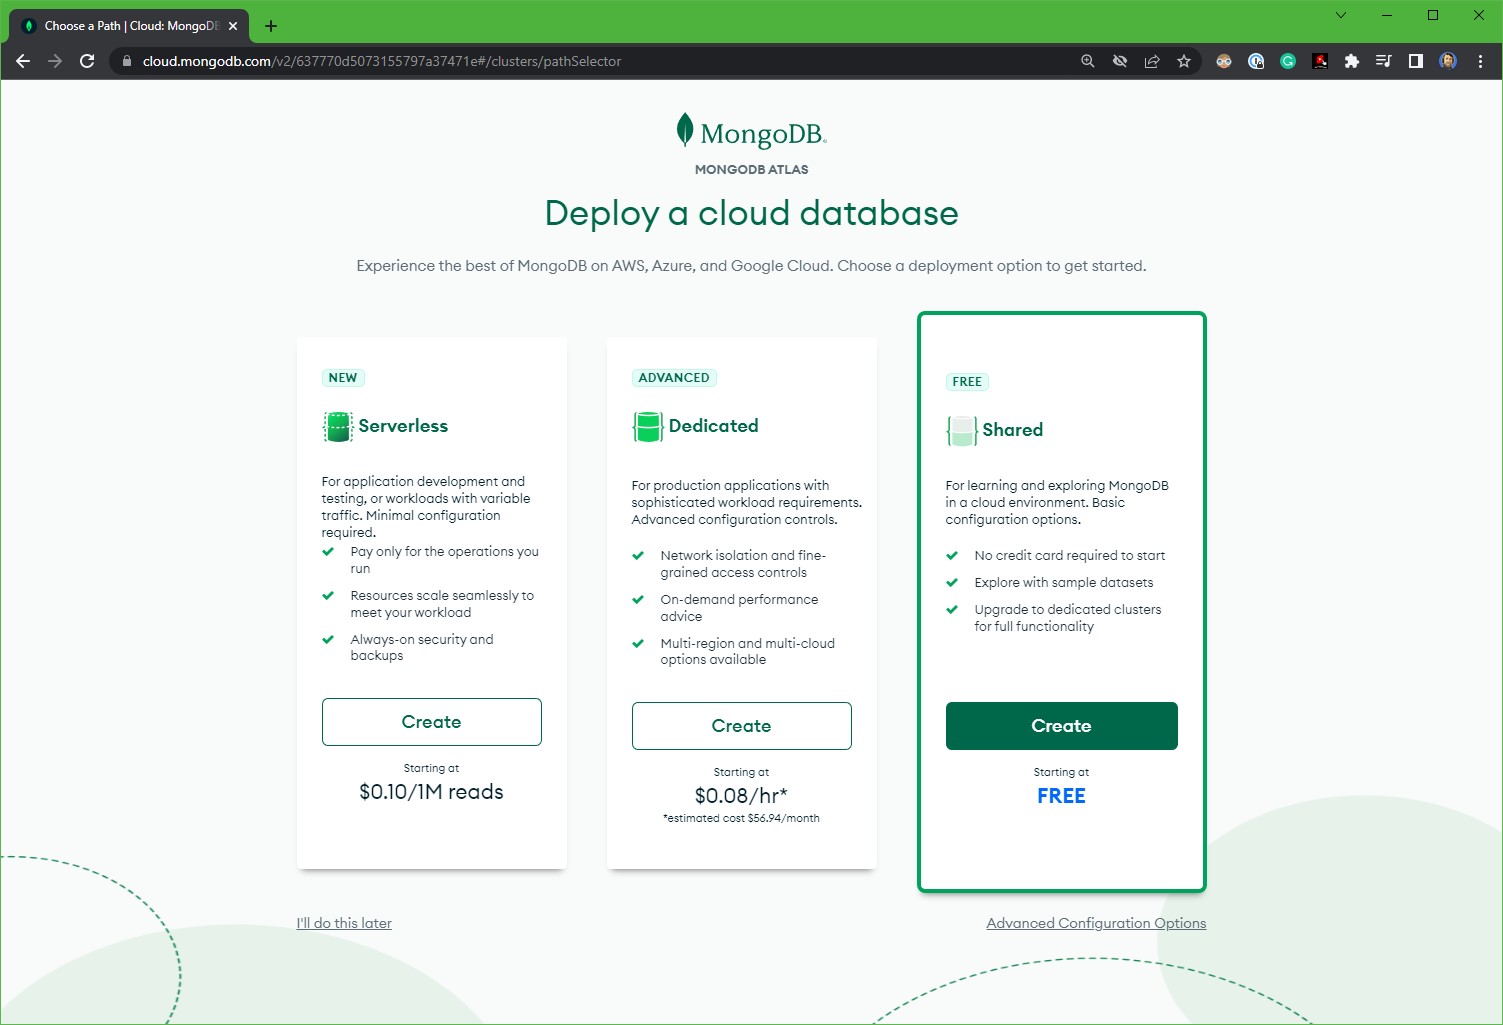 Choose a Path | Cloud: MongoDB
cloud.mongodb.com/v2/637770d5073155797a37471e#/clusters/pathSelector
MongoDB.
MONGODB ATLAS
Deploy a cloud database
Experience the best of MongoDB on AWS, Azure, and Google Cloud. Choose a deployment option to get started.
NEW
Serverless
For application development and
testing, or workloads with variable
traffic. Minimal configuration
required.
Pay only for the operations you
run
Resources scale seamlessly to
meet your workload
Always-on security and
backups
Create
Starting at
$0.10/1M reads
ADVANCED
Dedicated
For production applications with
sophisticated workload requirements.
Advanced configuration controls.
Network isolation and fine-
grained access controls
On-demand performance
advice
Multi-region and multi-cloud
options available
Create
Starting at
$0.08/hr*
*estimated cost $56.94/month
FREE
Shared
For learning and exploring MongoDB
in a cloud environment. Basic
configuration options.
No credit card required to start
Explore with sample datasets
Upgrade to dedicated clusters
for full functionality
Create
Starting at
FREE
I'll do this later
Advanced Configuration Options